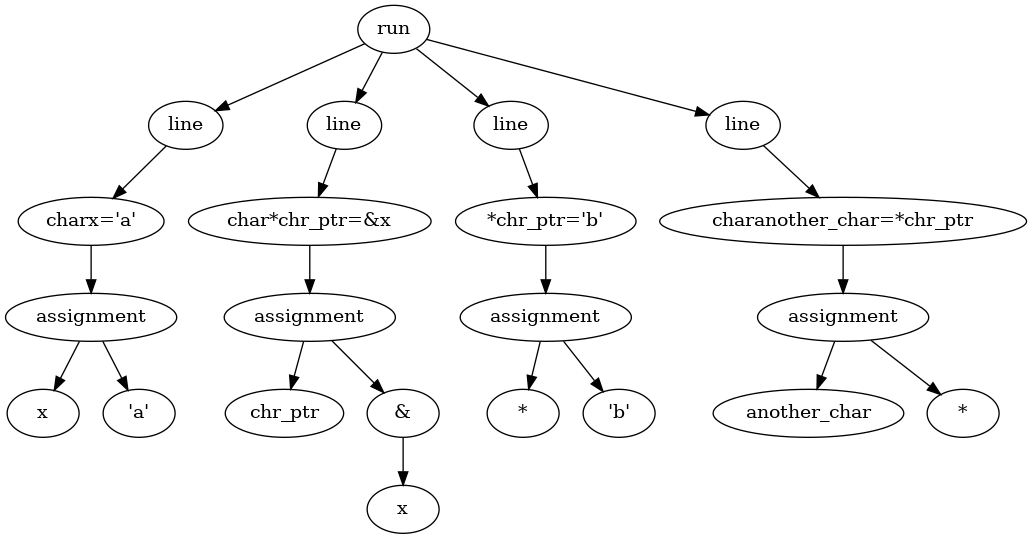 run
line line line line
charx='a' char*chr_ptr=&x *chr_ptr='b' charanother_char=*chr_ptr
assignment assignment assignment assignment
x 'a' chr_ptr & * 'b' another_char *
x